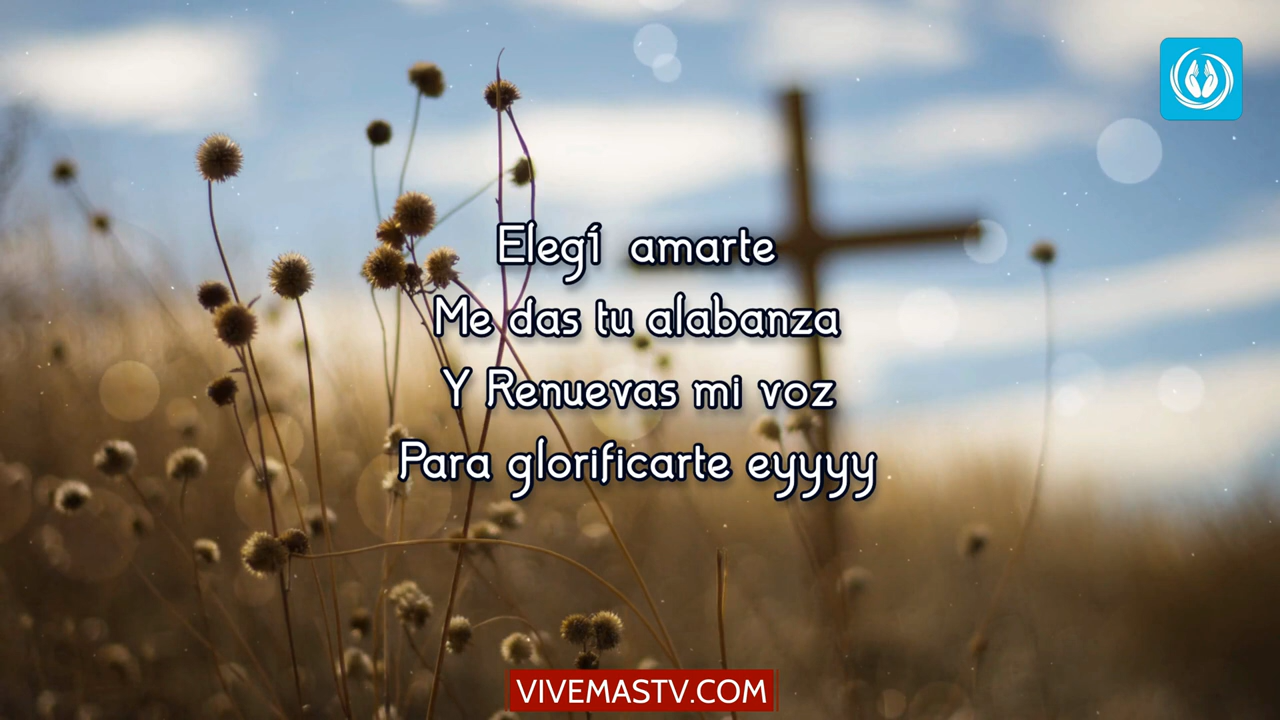 Elegí amarte
Me das tu alabanza
Y Renuevas mi voz
Para glorificarte eyyyy
VIVEMASTV.COM